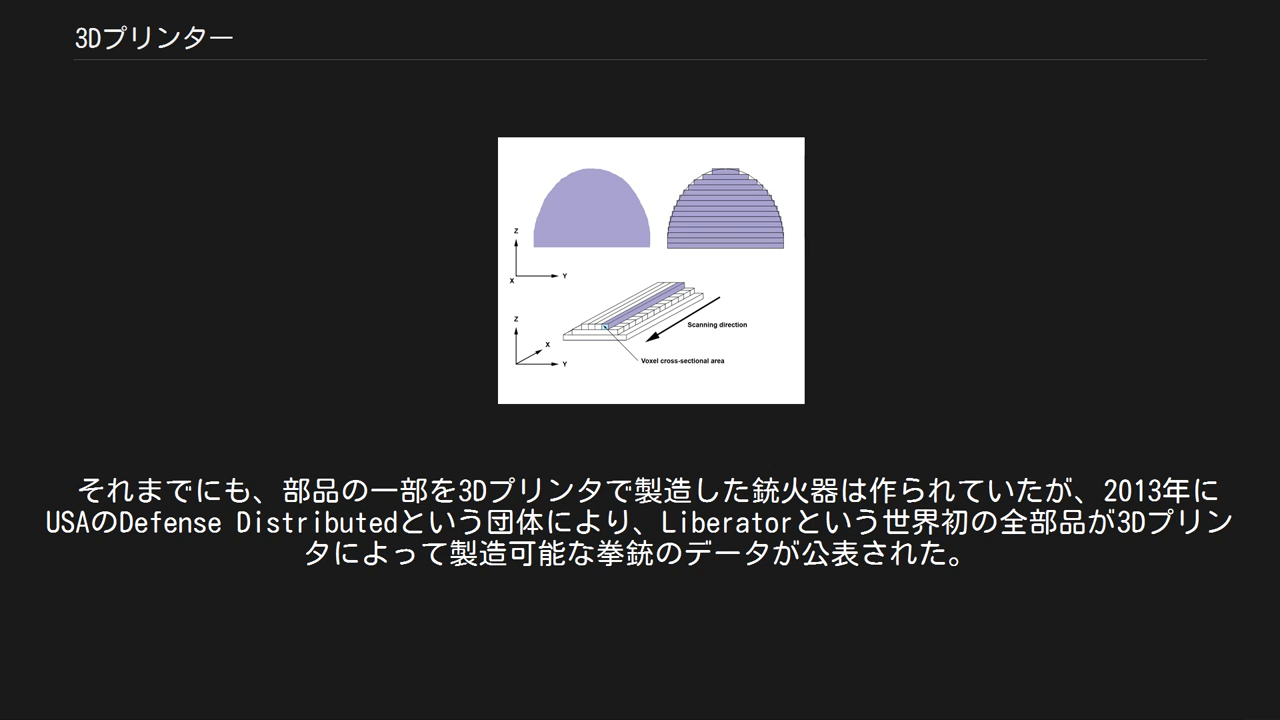 3Dプリンター
Z
X
Y
Z
X
Y
Scanning direction
Voxel cross-sectional area
それまでにも、部品の一部を3Dプリンタで製造した銃火器は作られていたが、2013年に
USAのDefense Distributedという団体により、Liberatorという世界初の全部品が3Dプリン
タによって製造可能な拳銃のデータが公表された。